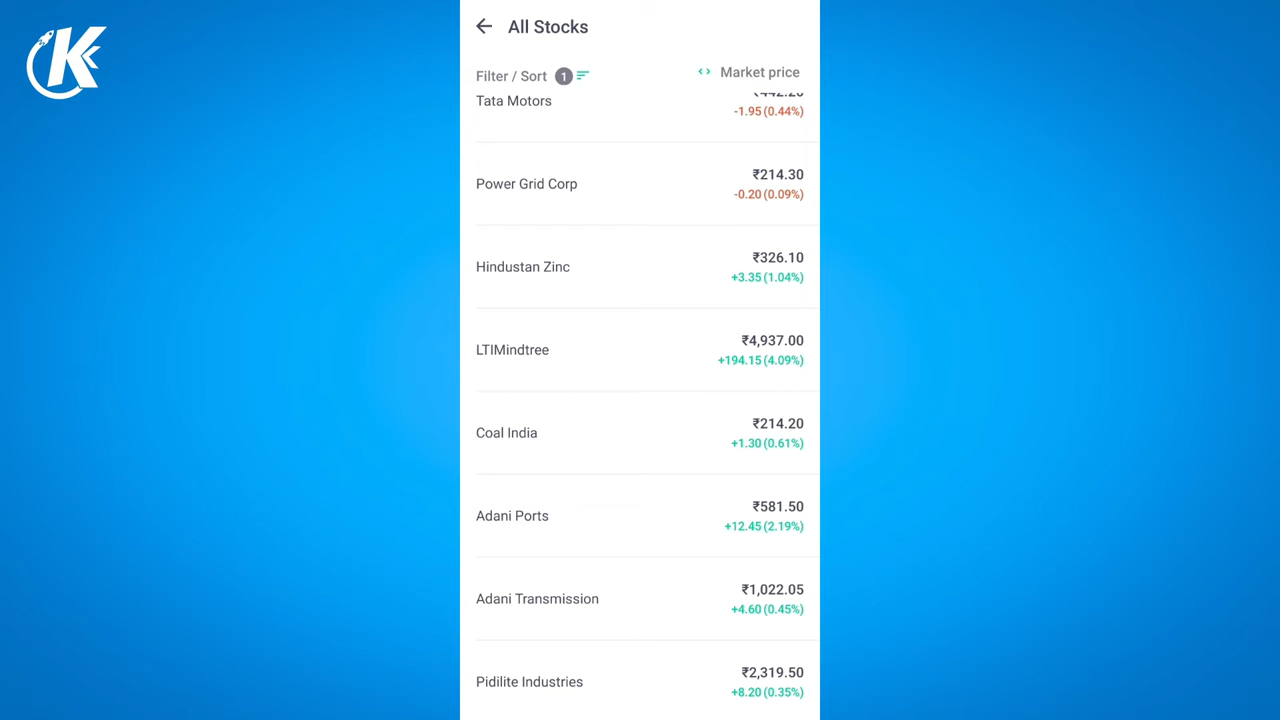 K
All Stocks
Filter / Sort 1
Market price
Tata Motors
-1.95 (0.44%)
Power Grid Corp
₹214.30
-0.20 (0.09%)
Hindustan Zinc
₹326.10
+3.35 (1.04%)
LTIMindtree
₹4,937.00
+194.15 (4.09%)
Coal India
₹214.20
+1.30 (0.61%)
Adani Ports
₹581.50
+12.45 (2.19%)
Adani Transmission
₹1,022.05
+4.60 (0.45%)
Pidilite Industries
₹2,319.50
+8.20 (0.35%)